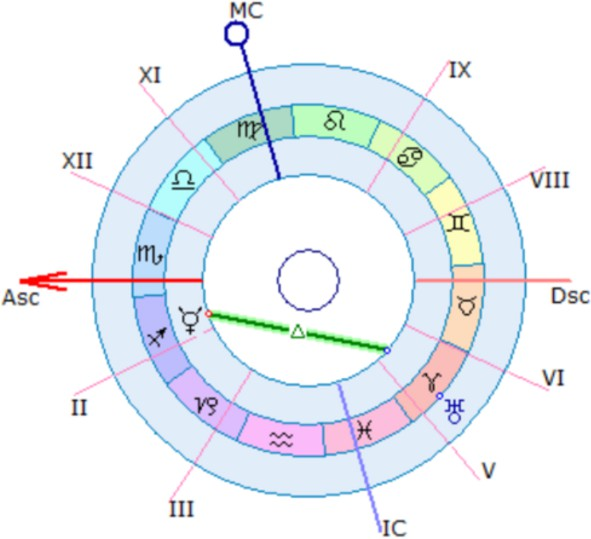 MC
XI
IX
♍
♌
♋
XII
♎
VIII
♊
♏
Asc
Dsc
☿
♉
△
♐
♈
VI
II
♅
♑
♒
♓
V
III
IC